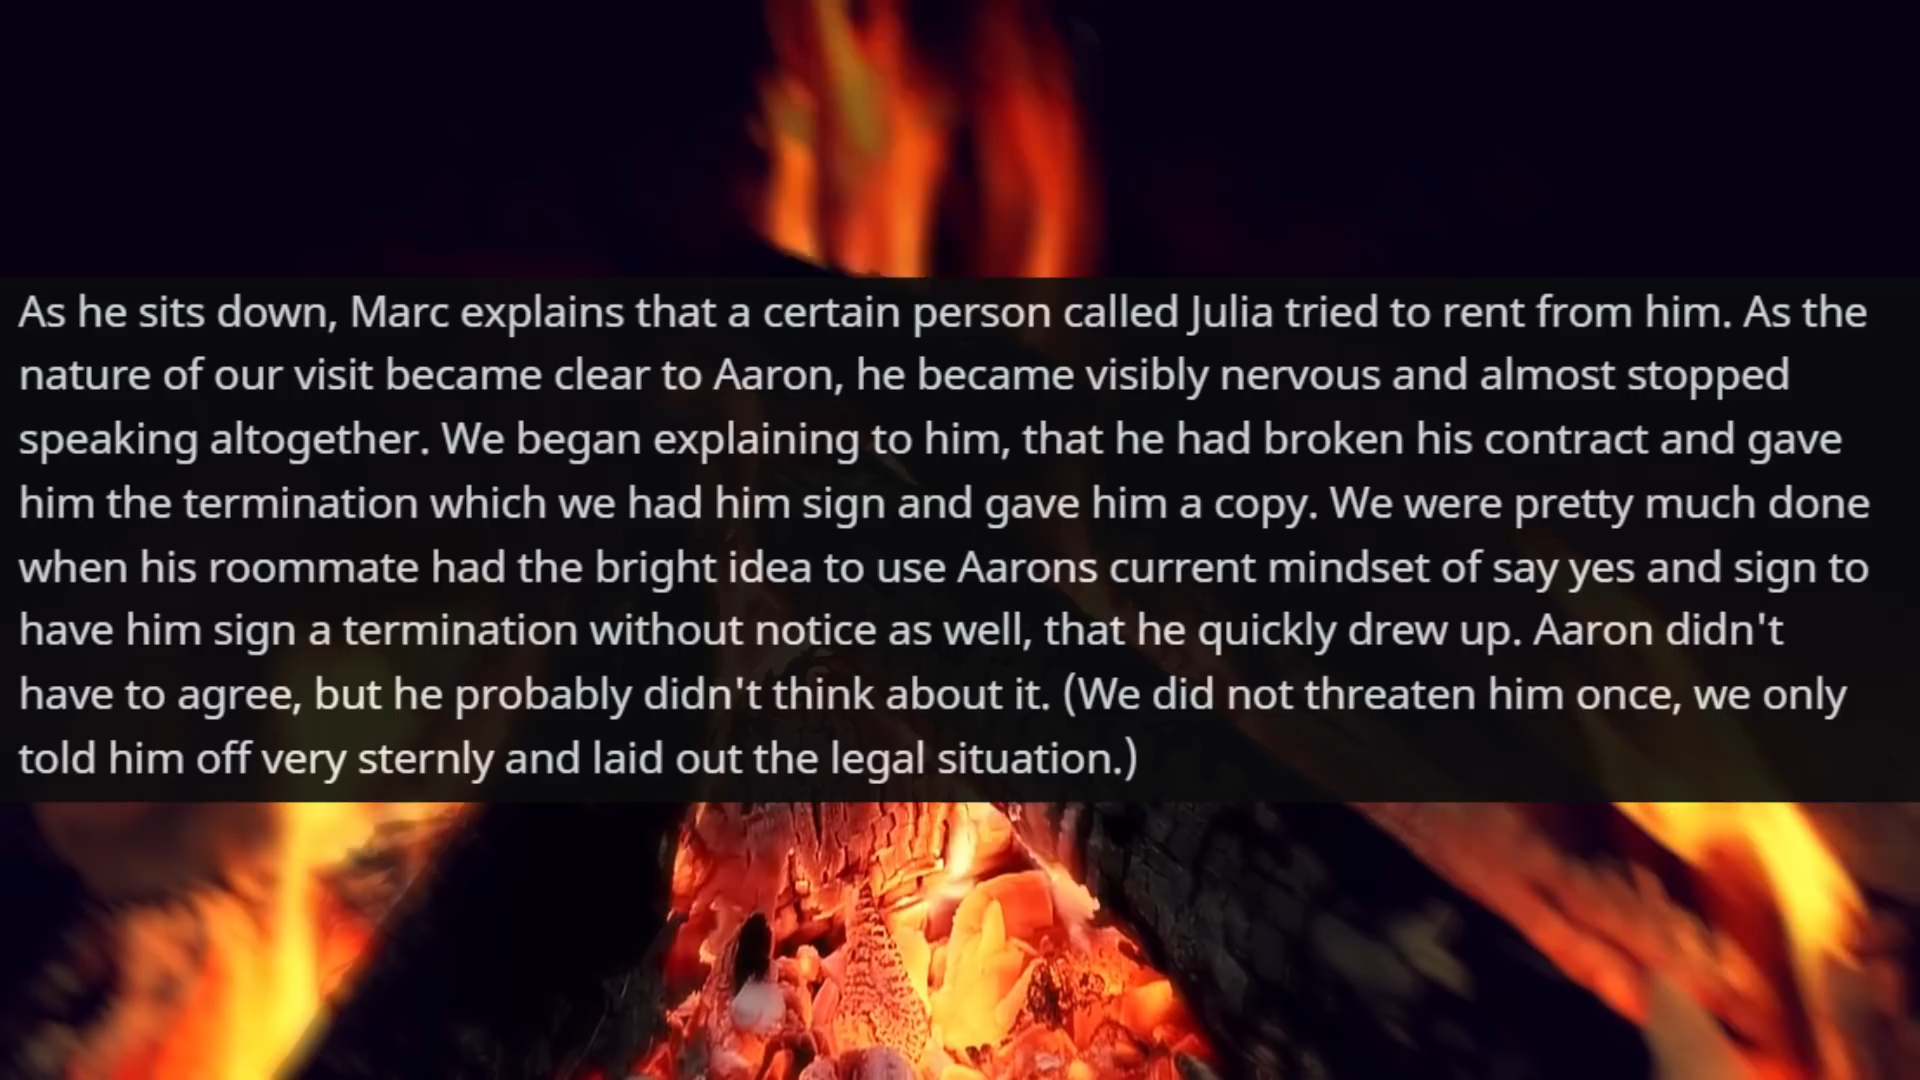 As he sits down, Marc explains that a certain person called Julia tried to rent from him. As the
nature of our visit became clear to Aaron, he became visibly nervous and almost stopped
speaking altogether. We began explaining to him, that he had broken his contract and gave
him the termination which we had him sign and gave him a copy. We were pretty much done
when his roommate had the bright idea to use Aarons current mindset of say yes and sign to
have him sign a termination without notice as well, that he quickly drew up. Aaron didn't
have to agree, but he probably didn't think about it. (We did not threaten him once, we only
told him off very sternly and laid out the legal situation.)